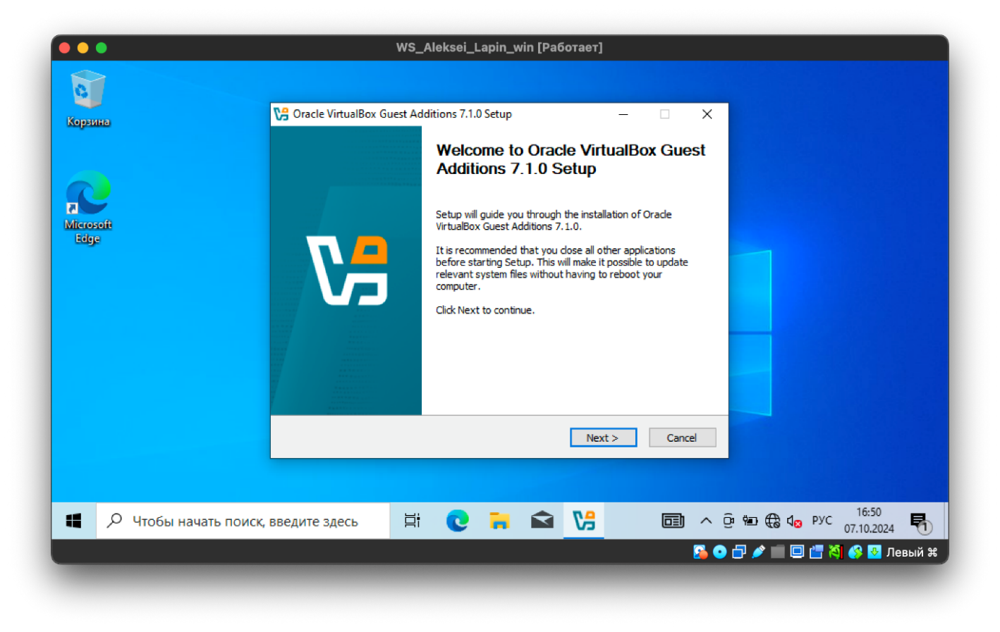 WS_Aleksei_Lapin_win [Работает]
Корзина
Microsoft
Edge
Oracle VirtualBox Guest Additions 7.1.0 Setup
Welcome to Oracle VirtualBox Guest
Additions 7.1.0 Setup
Setup will guide you through the installation of Oracle
VirtualBox Guest Additions 7.1.0.
It is recommended that you close all other applications
before starting Setup. This will make it possible to update
relevant system files without having to reboot your
computer.
Click Next to continue.
Next >
Cancel
Чтобы начать поиск, введите здесь
РУС
16:50
07.10.2024
1
Левый ⌘